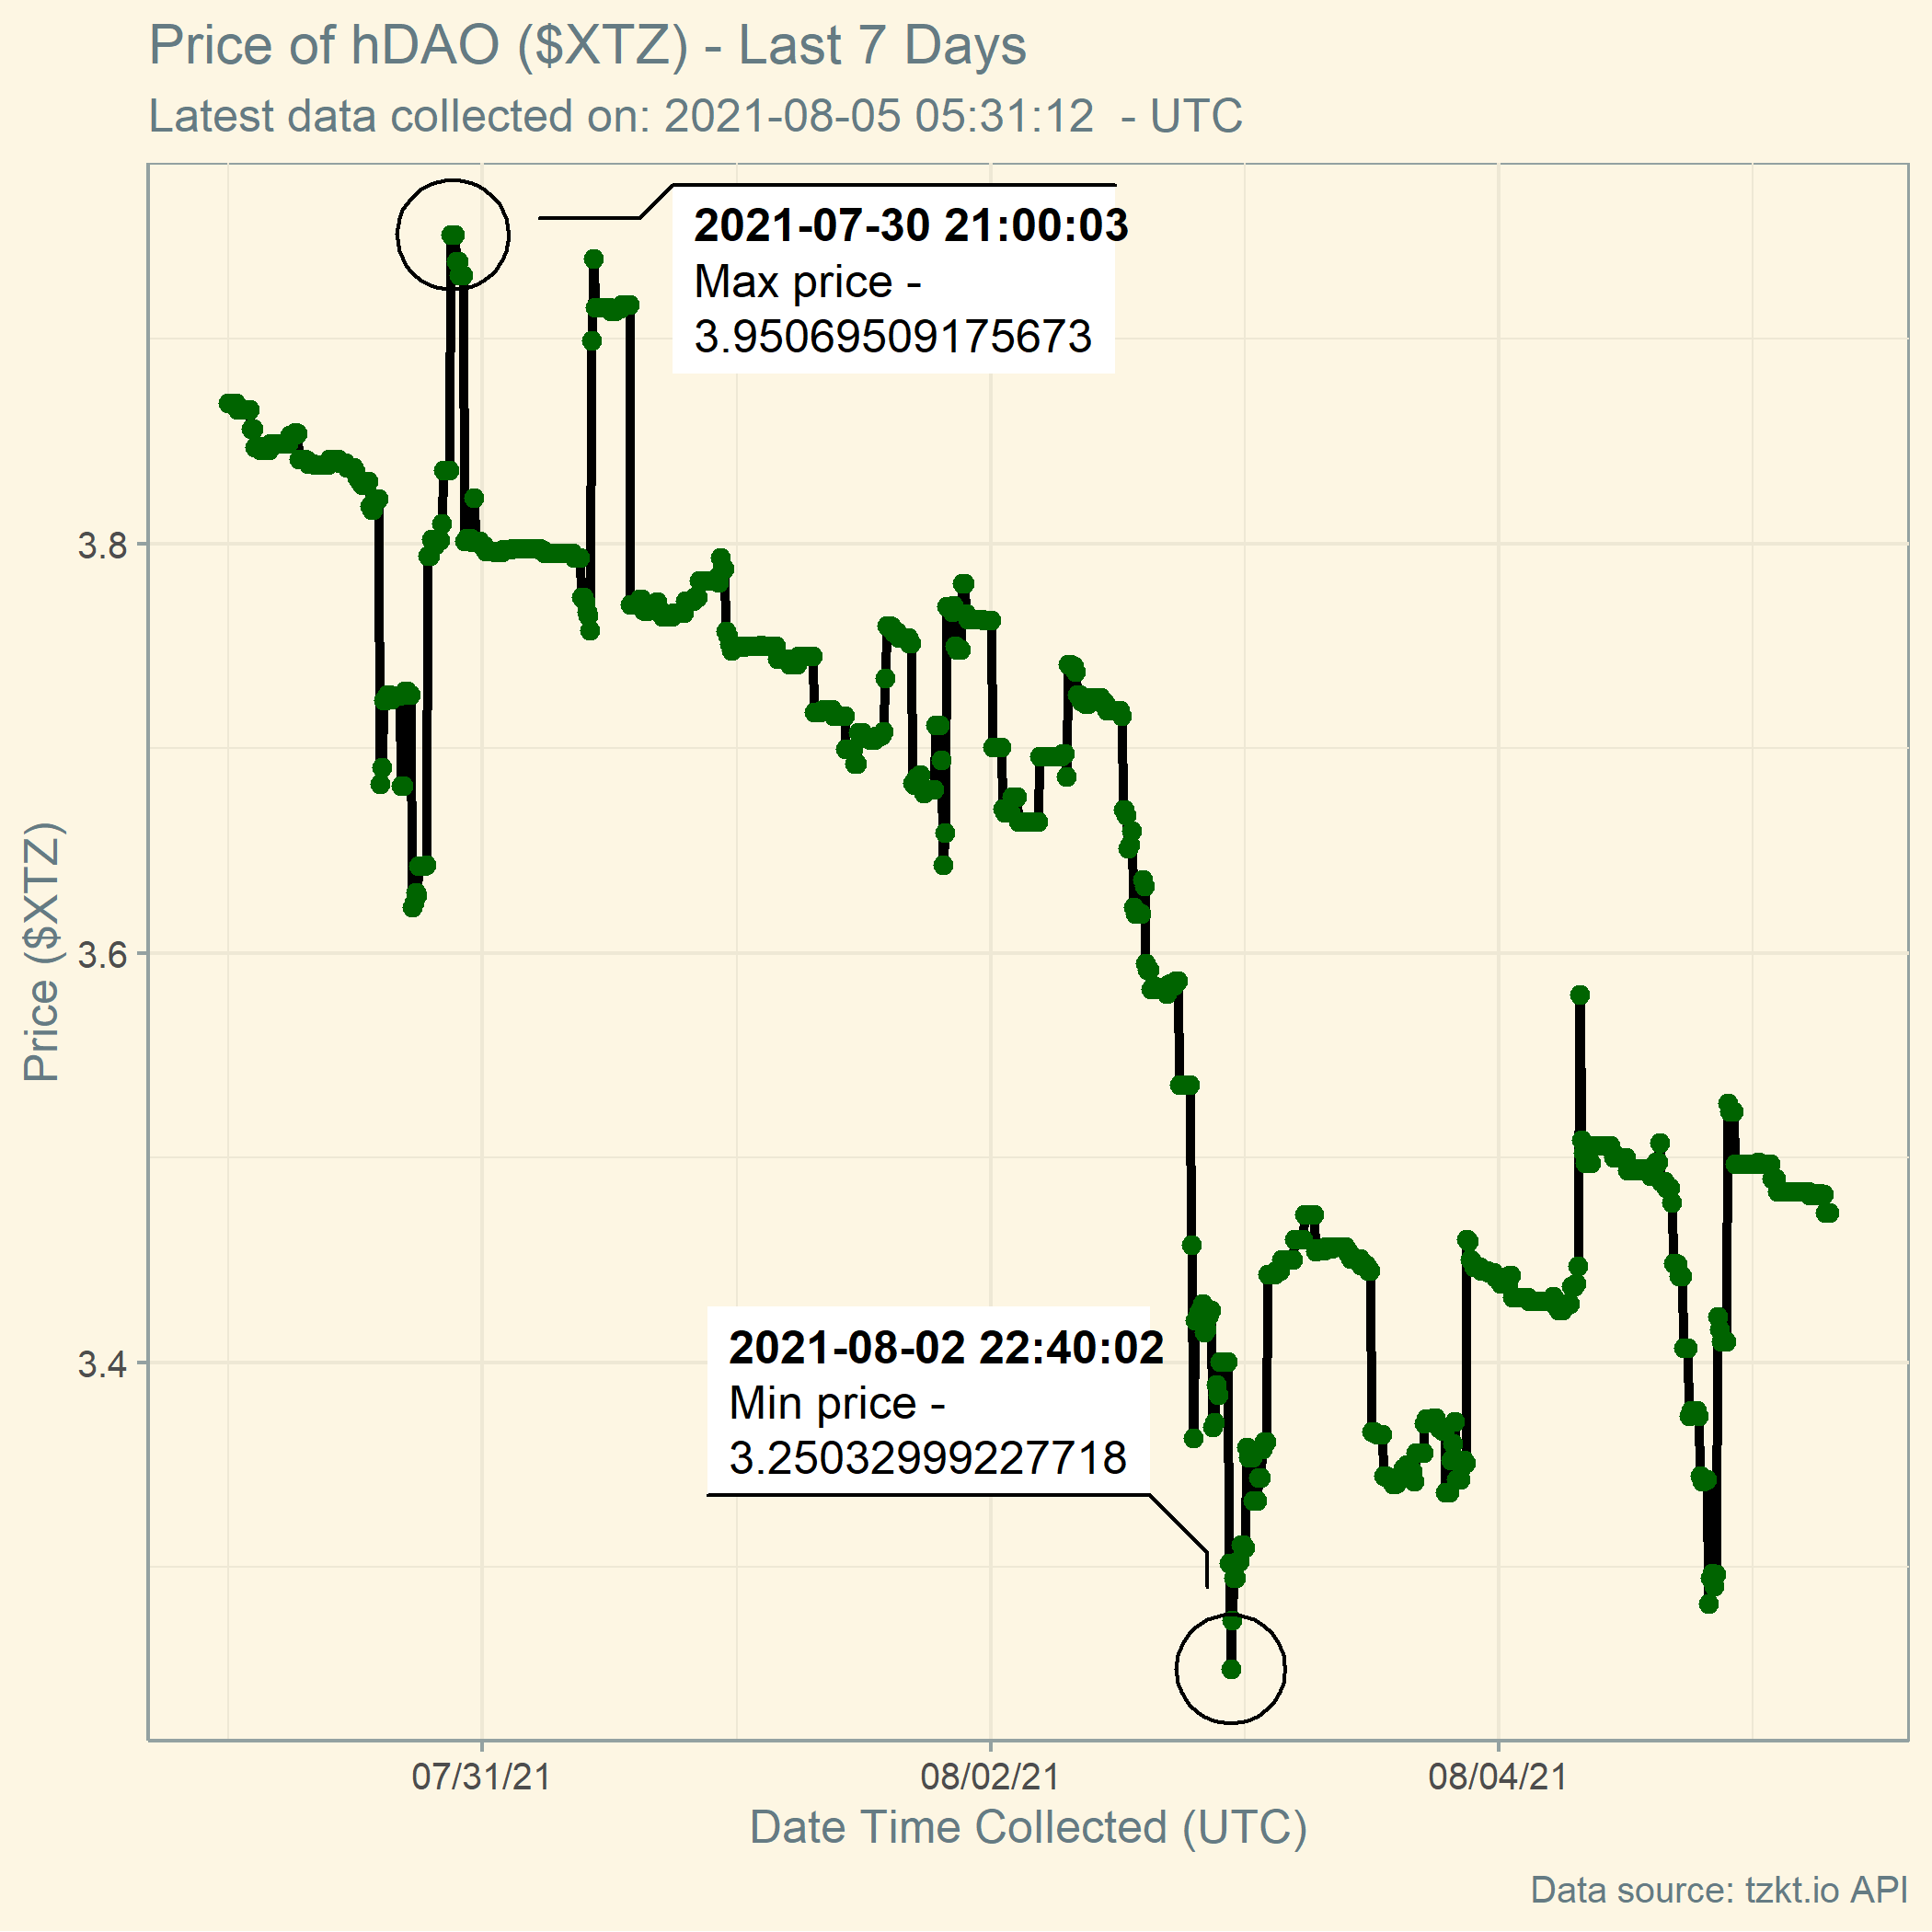 Price of hDAO ($XTZ) - Last 7 Days
Latest data collected on: 2021-08-05 05:31:12  - UTC
2021-07-30 21:00:03
Max price -
3.95069509175673
3.8
3.6
3.4
Price ($XTZ)
2021-08-02 22:40:02
Min price -
3.25032999227718
07/31/21
08/02/21
08/04/21
Date Time Collected (UTC)
Data source: tzkt.io API